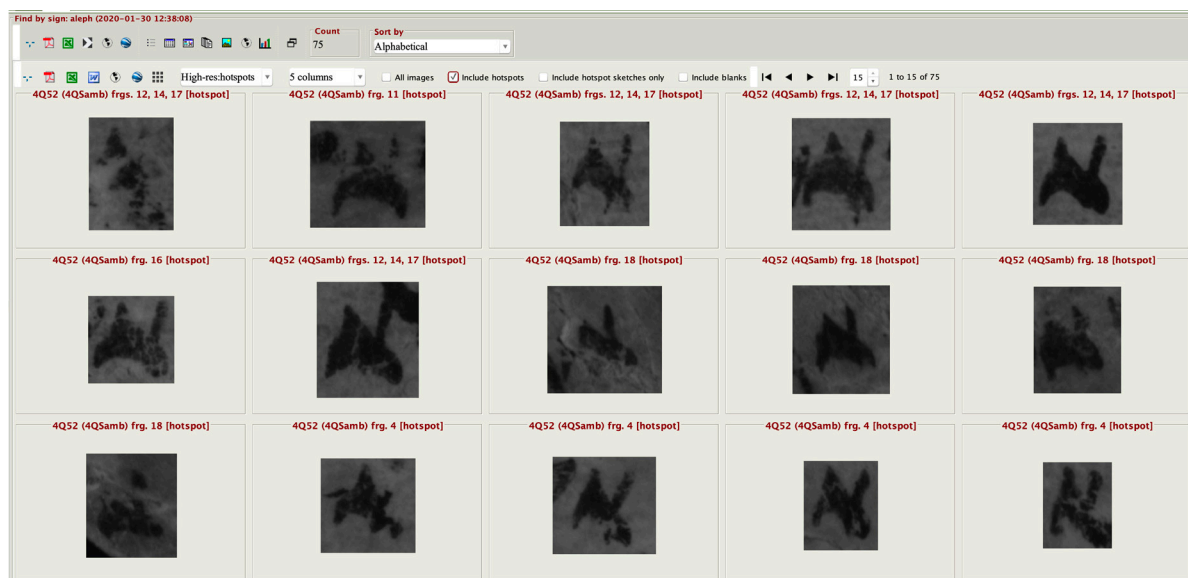 Find by sign: aleph (2020-01-30 12:38:08)
Count
75
Sort by
Alphabetical
High-res:hotspots
5 columns
All images
Include hotspots
Include hotspot sketches only
Include blanks
15
1 to 15 of 75
4Q52 (4QSamb) frgs. 12, 14, 17 [hotspot]
4Q52 (4QSamb) frg. 11 [hotspot]
4Q52 (4QSamb) frgs. 12, 14, 17 [hotspot]
4Q52 (4QSamb) frgs. 12, 14, 17 [hotspot]
4Q52 (4QSamb) frgs. 12, 14, 17 [hotspot]
4Q52 (4QSamb) frg. 16 [hotspot]
4Q52 (4QSamb) frgs. 12, 14, 17 [hotspot]
4Q52 (4QSamb) frg. 18 [hotspot]
4Q52 (4QSamb) frg. 18 [hotspot]
4Q52 (4QSamb) frg. 18 [hotspot]
4Q52 (4QSamb) frg. 18 [hotspot]
4Q52 (4QSamb) frg. 4 [hotspot]
4Q52 (4QSamb) frg. 4 [hotspot]
4Q52 (4QSamb) frg. 4 [hotspot]
4Q52 (4QSamb) frg. 4 [hotspot]